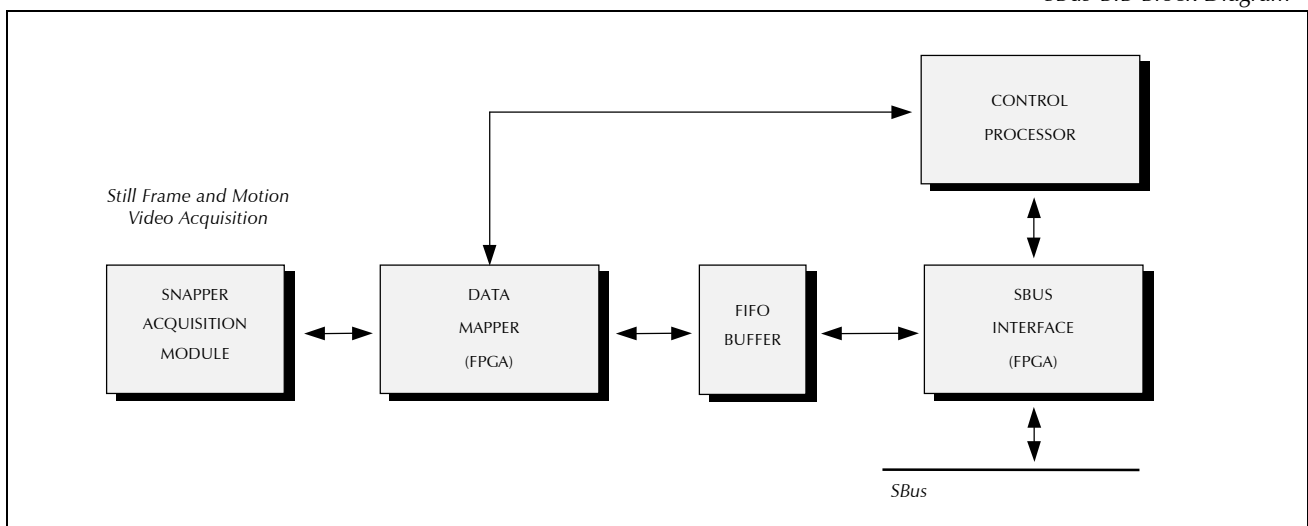 CONTROL
PROCESSOR
Still Frame and Motion
Video Acquisition
SNAPPER
ACQUISITION
MODULE
DATA
MAPPER
(FPGA)
FIFO
BUFFER
SBUS
INTERFACE
(FPGA)
SBus